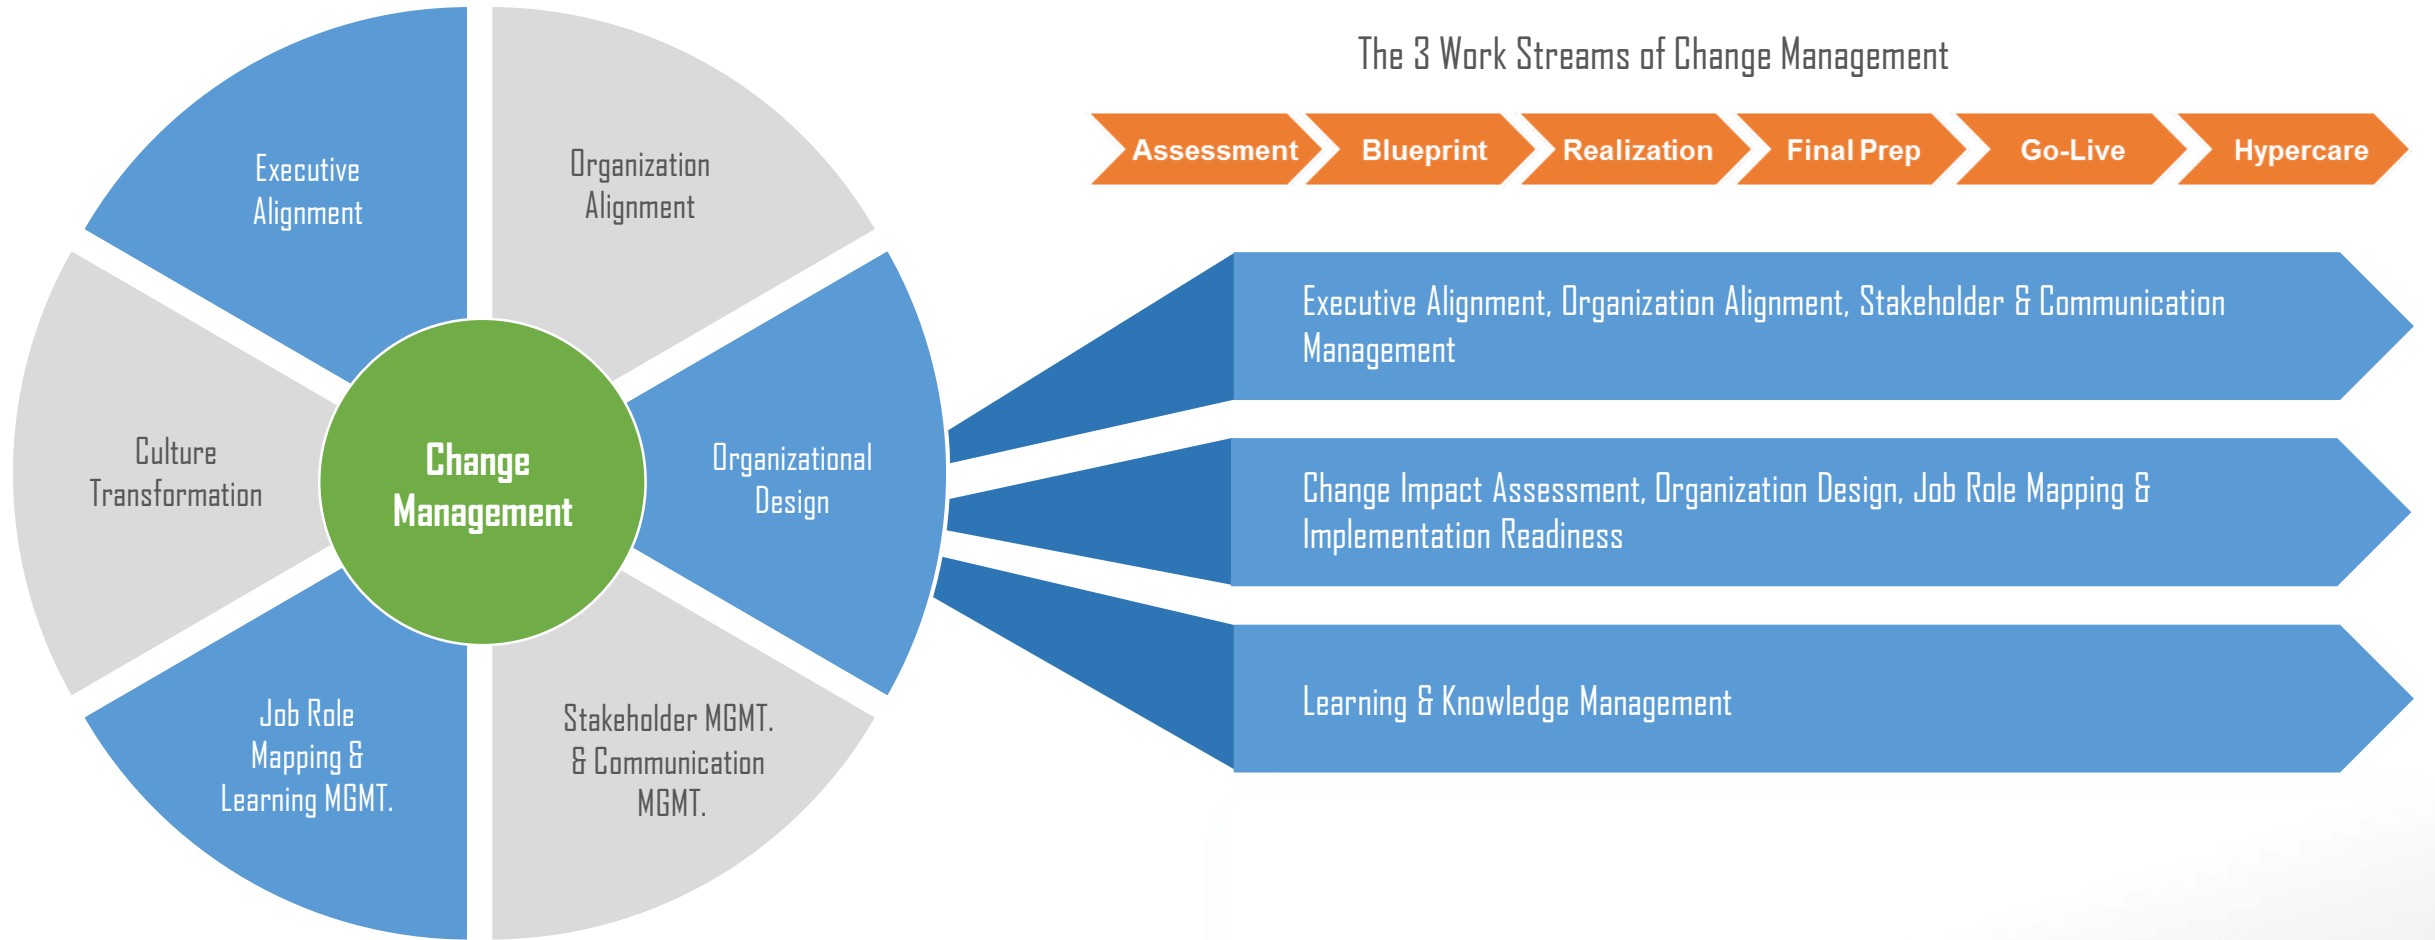 Executive
Alignment
Organization
Alignment
Culture
Transformation
Change
Management
Organizational
Design
Job Role
Mapping &
Learning MGMT.
Stakeholder MGMT.
& Communication
MGMT.
The 3 Work Streams of Change Management
Assessment
Blueprint
Realization
Final Prep
Go-Live
Hypercare
Executive Alignment, Organization Alignment, Stakeholder & Communication
Management
Change Impact Assessment, Organization Design, Job Role Mapping &
Implementation Readiness
Learning & Knowledge Management